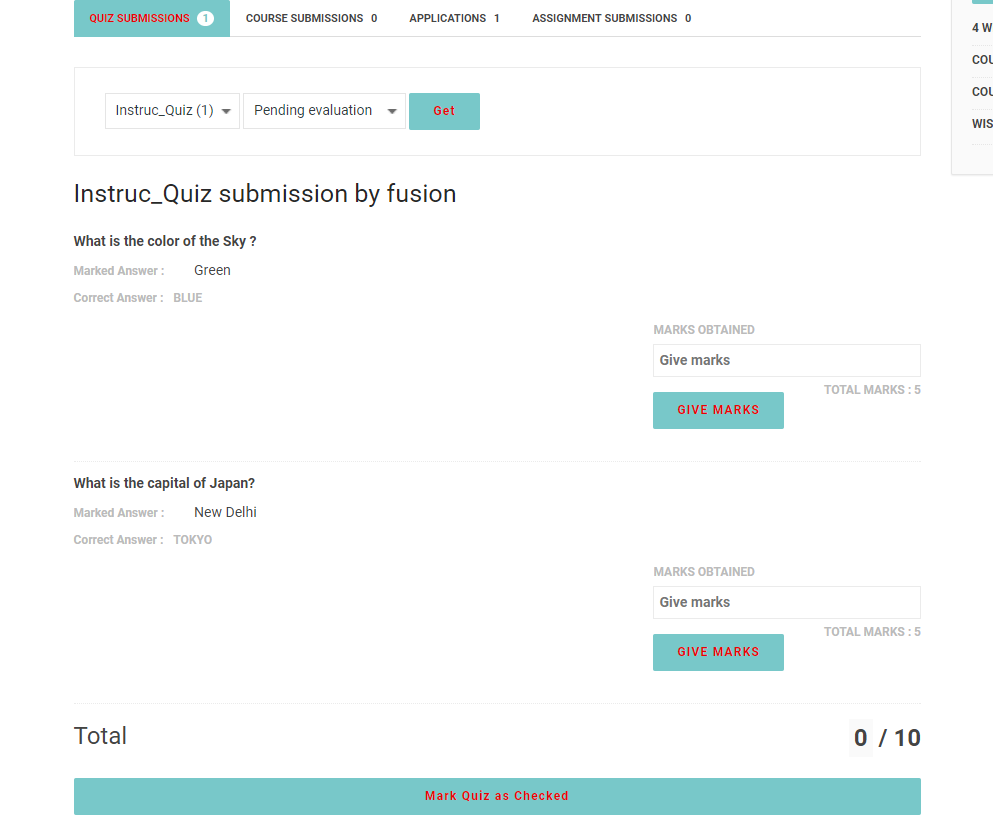 QUIZ SUBMISSIONS 1 COURSE SUBMISSIONS 0 APPLICATIONS 1 ASSIGNMENT SUBMISSIONS 0
4 W
COU
COU
WIS
Instruc_Quiz (1) Pending evaluation Get
Instruc_Quiz submission by fusion
What is the color of the Sky ?
Marked Answer : Green
Correct Answer : BLUE
MARKS OBTAINED
Give marks
TOTAL MARKS : 5
GIVE MARKS
What is the capital of Japan?
Marked Answer : New Delhi
Correct Answer : TOKYO
MARKS OBTAINED
Give marks
TOTAL MARKS : 5
GIVE MARKS
Total 0 / 10
Mark Quiz as Checked